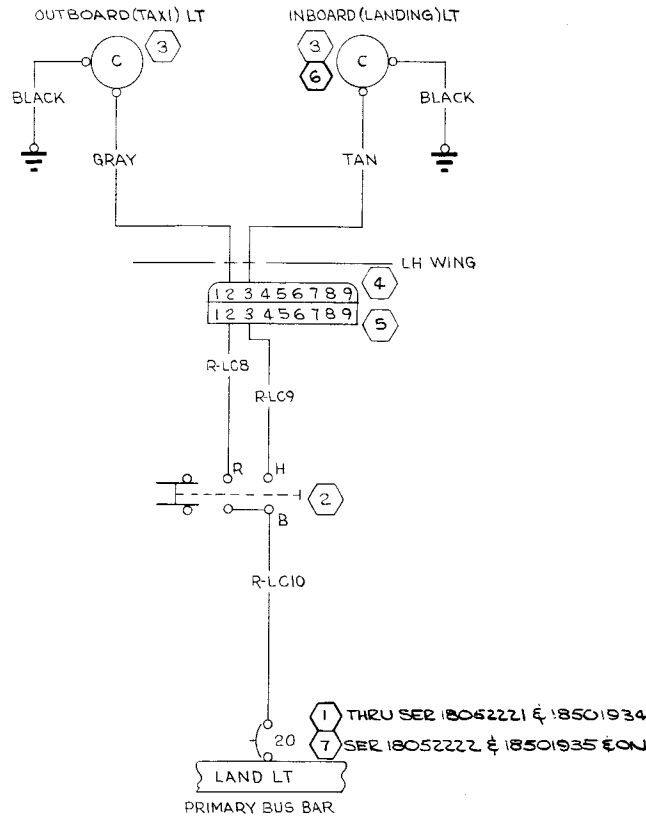 OUTBOARD(TAXI) LT
INBOARD(LANDING)LT
C
3
3
6
C
BLACK
BLACK
GRAY
TAN
LH WING
1 2 3 4 5 6 7 8 9
4
1 2 3 4 5 6 7 8 9
5
R-LC8
R-LC9
R
H
2
B
R-LC10
1 THRU SER 18052221 & 18501934
20
7 SER 18052222 & 18501935 & ON
LAND LT
PRIMARY BUS BAR